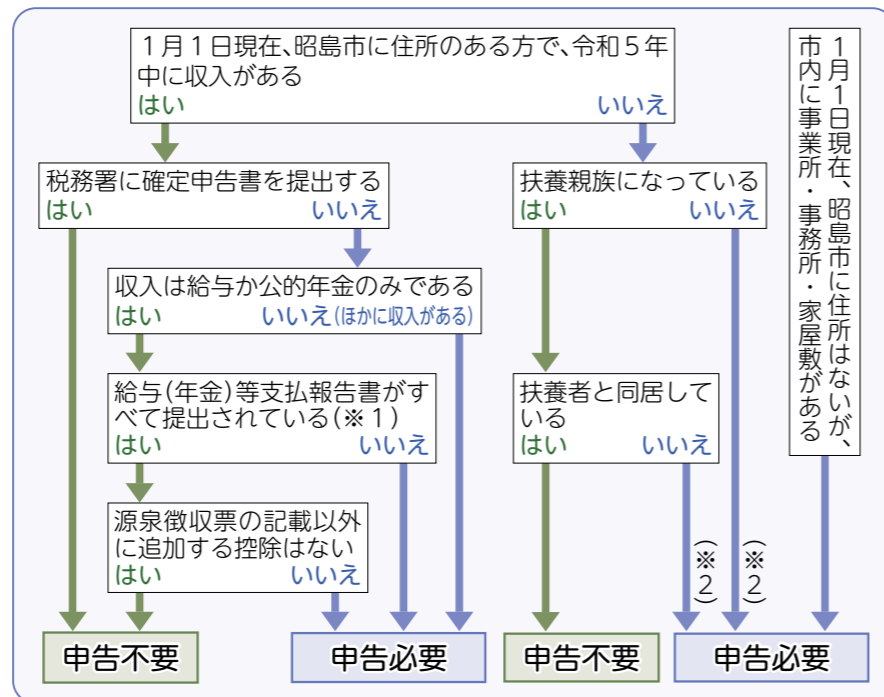 １月１日現在、昭島市に住所のある方で、令和５年
中に収入がある
はい いいえ
税務署に確定申告書を提出する
はい いいえ
収入は給与か公的年金のみである
はい いいえ(ほかに収入がある)
給与(年金)等支払報告書がす
べて提出されている(※１)
はい いいえ
源泉徴収票の記載以外
に追加する控除はない
はい いいえ
扶養親族になっている
はい いいえ
扶養者と同居して
いる
はい いいえ
(※２)
(※２)
１月１日現在、昭島市に住所はないが、
市内に事業所・事務所・家屋敷がある
申告不要
申告必要
申告不要
申告必要